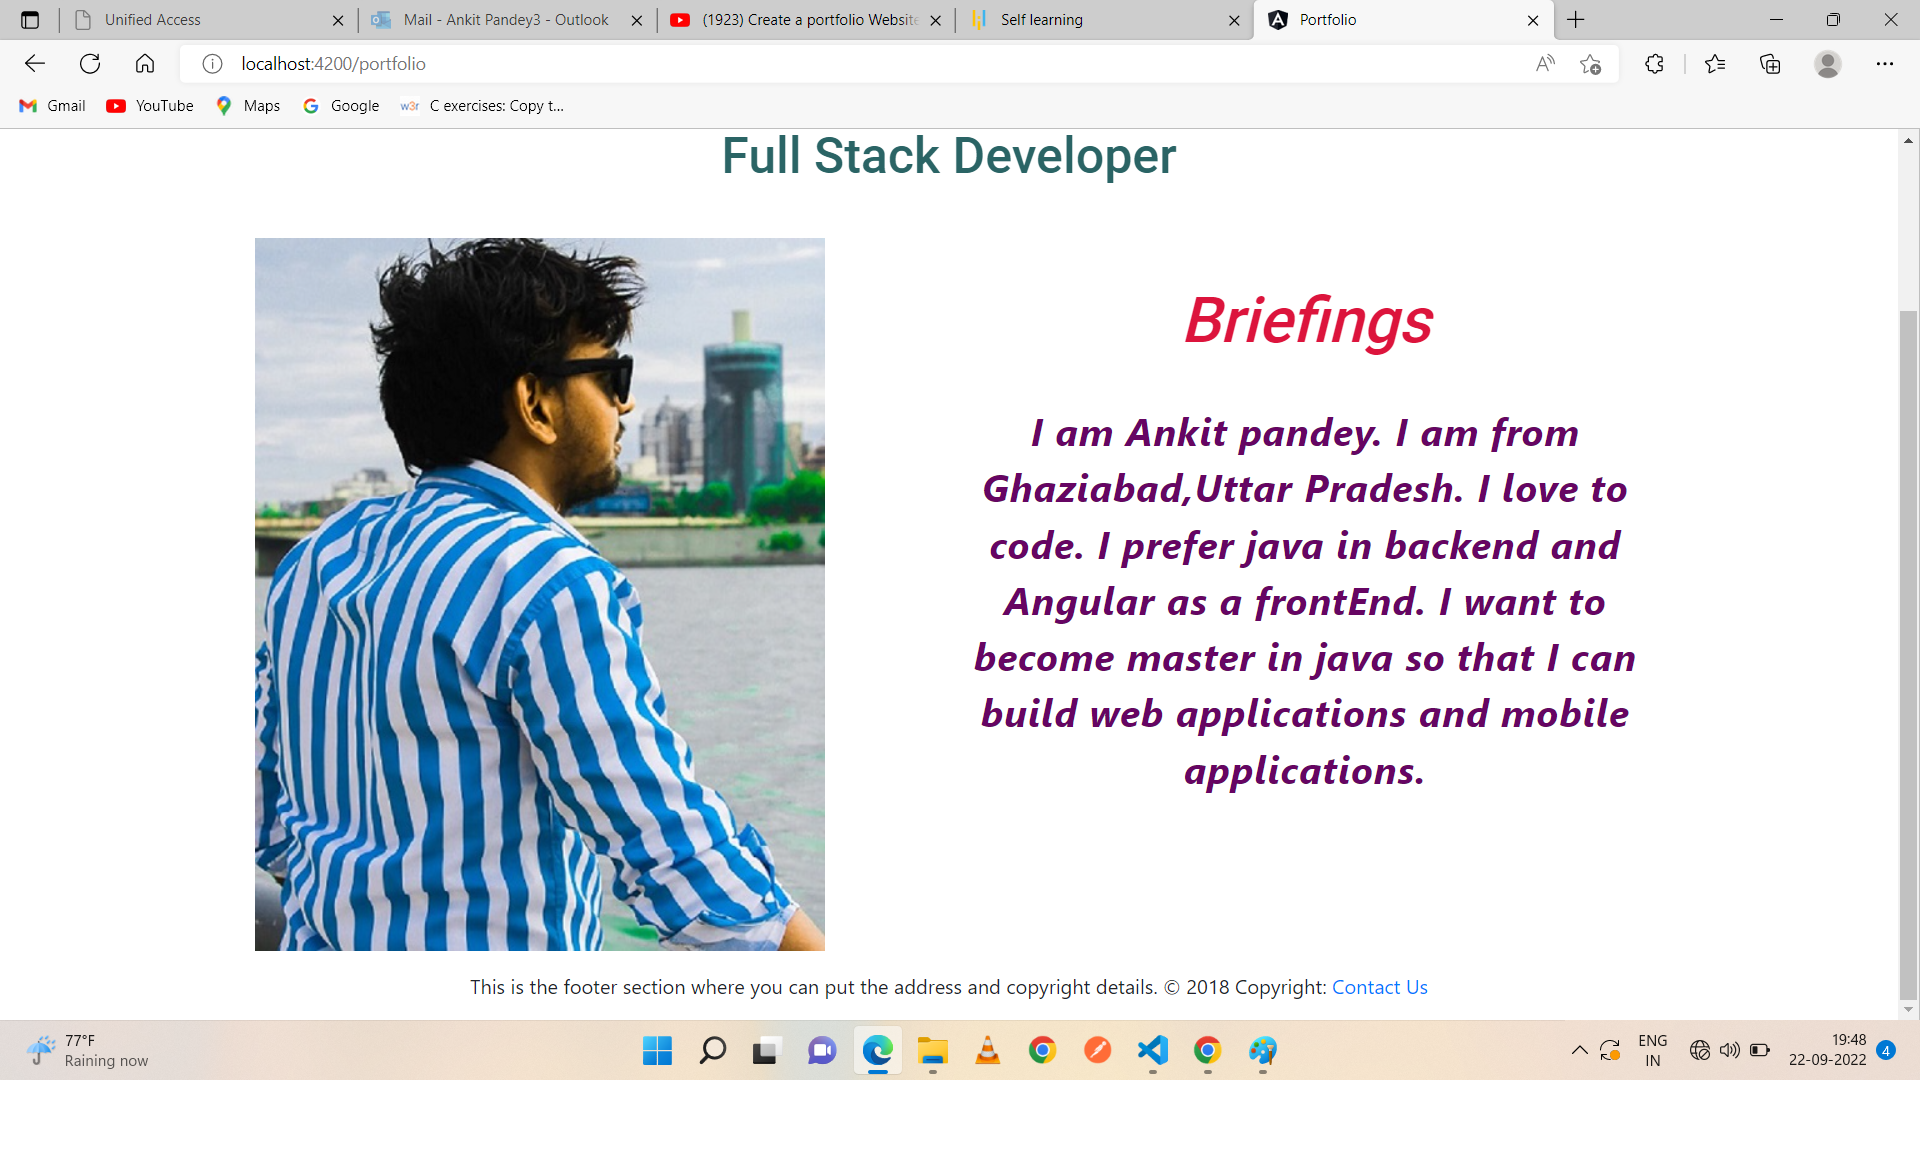 Unified Access
Mail - Ankit Pandey3 - Outlook
(1923) Create a portfolio Website
Self learning
Portfolio
localhost:4200/portfolio
Gmail
YouTube
Maps
Google
w3r
C exercises: Copy t...
Full Stack Developer
Briefings
I am Ankit pandey. I am from
Ghaziabad,Uttar Pradesh. I love to
code. I prefer java in backend and
Angular as a frontEnd. I want to
become master in java so that I can
build web applications and mobile
applications.
This is the footer section where you can put the address and copyright details. © 2018 Copyright: Contact Us
77°F
Raining now
ENG
IN
19:48
22-09-2022
4